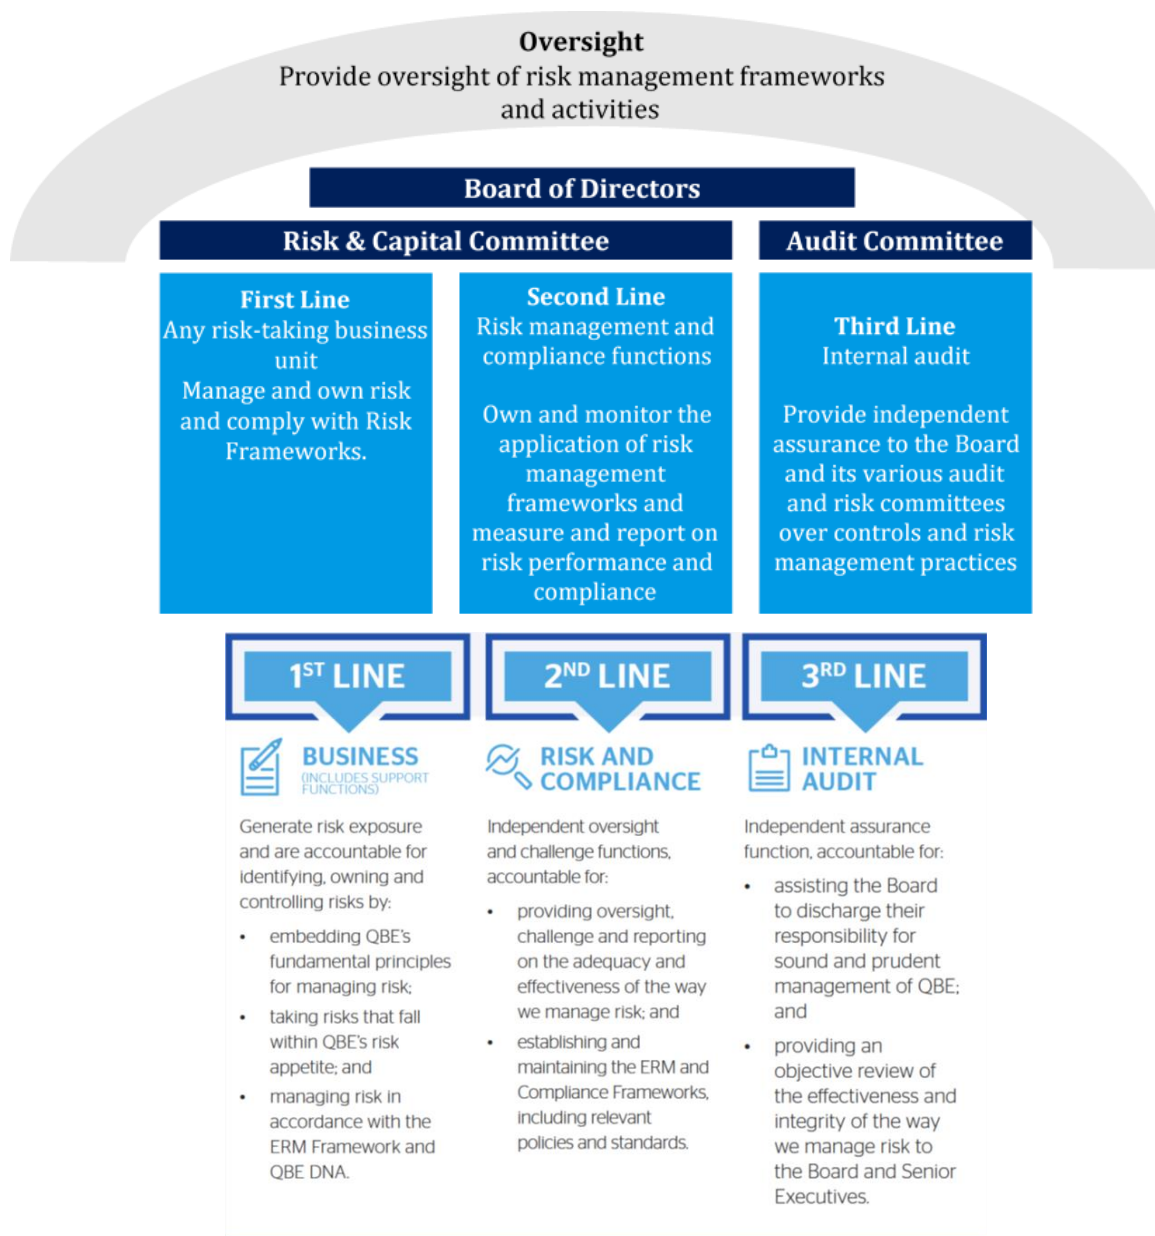 Oversight
Provide oversight of risk management frameworks
and activities
Board of Directors
Risk & Capital Committee
Audit Committee
First Line
Any risk-taking business
unit
Manage and own risk
and comply with Risk
Frameworks.
Second Line
Risk management and
compliance functions
Own and monitor the
application of risk
management
frameworks and
measure and report on
risk performance and
compliance
Third Line
Internal audit
Provide independent
assurance to the Board
and its various audit
and risk committees
over controls and risk
management practices
1ST LINE
BUSINESS
(INCLUDES SUPPORT
FUNCTIONS)
Generate risk exposure
and are accountable for
identifying, owning and
controlling risks by:
• embedding QBE's
fundamental principles
for managing risk;
• taking risks that fall
within QBE's risk
appetite; and
• managing risk in
accordance with the
ERM Framework and
QBE DNA.
2ND LINE
RISK AND
COMPLIANCE
Independent oversight
and challenge functions,
accountable for:
• providing oversight,
challenge and reporting
on the adequacy and
effectiveness of the way
we manage risk; and
• establishing and
maintaining the ERM and
Compliance Frameworks,
including relevant
policies and standards.
3RD LINE
INTERNAL
AUDIT
Independent assurance
function, accountable for:
• assisting the Board
to discharge their
responsibility for
sound and prudent
management of QBE;
and
• providing an
objective review of
the effectiveness and
integrity of the way
we manage risk to
the Board and Senior
Executives.